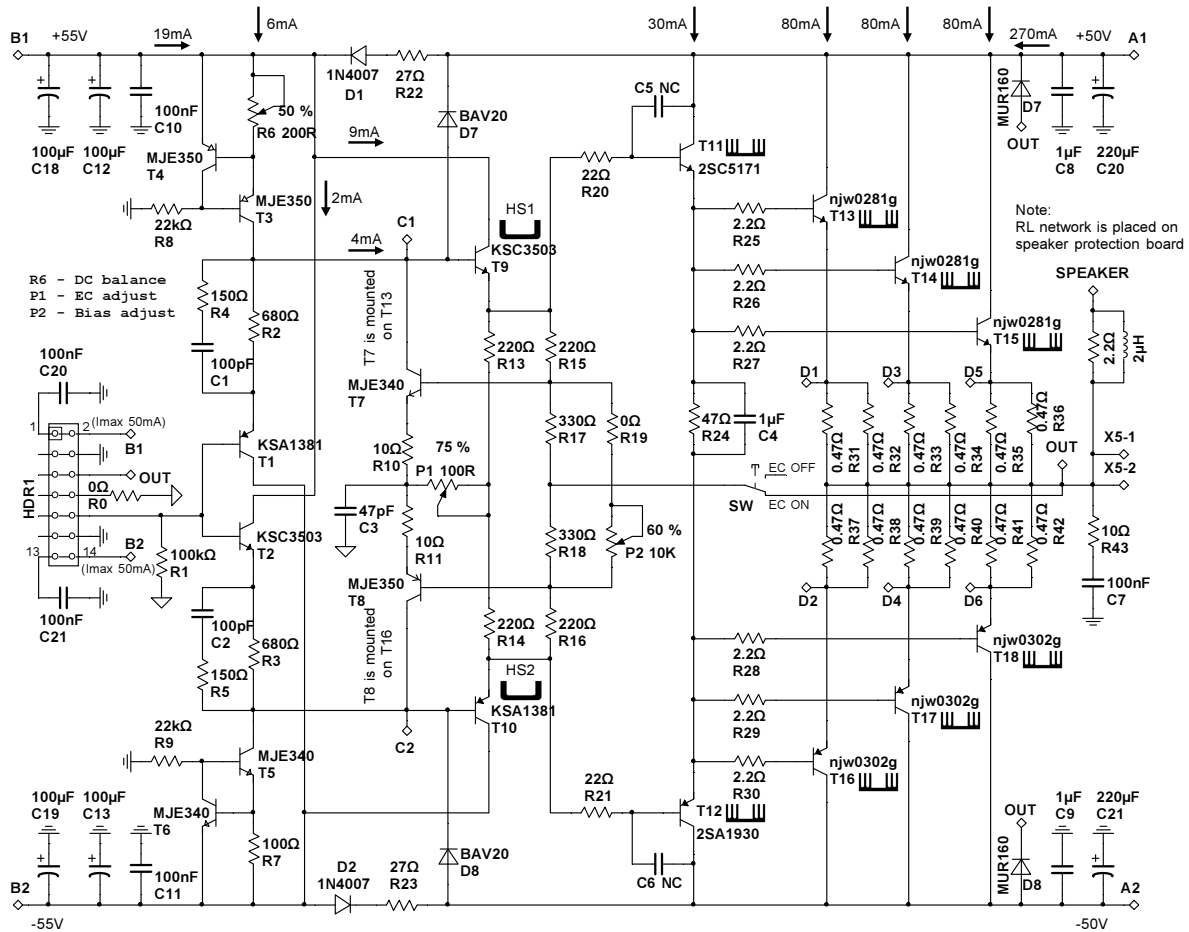 6mA
30mA
80mA
80mA
80mA
B1
+55V
19mA
270mA
+50V
A1
1N4007
D1
27Ω
R22
C5 NC
MUR160
D7
OUT
+
100µF
C18
+
100µF
C12
100nF
C10
50 %
R6 200R
9mA
BAV20
D7
1µF
C8
+
220µF
C20
MJE350
T4
T11
2SC5171
22Ω
R20
MJE350
T3
2mA
22kΩ
R8
HS1
4mA
C1
KSC3503
T9
2.2Ω
R25
njw0281g
T13
Note:
RL network is placed on
speaker protection board
R6 - DC balance
P1 - EC adjust
P2 - Bias adjust
150Ω
R4
680Ω
R2
T7 is mounted
on T13
2.2Ω
R26
njw0281g
T14
SPEAKER
100nF
C20
100pF
C1
220Ω
R13
220Ω
R15
2.2Ω
R27
njw0281g
T15
2.2Ω
2µH
MJE340
T7
D1
D3
D5
1
2
(Imax 50mA)
B1
KSA1381
T1
10Ω
R10
75 %
P1 100R
330Ω
R17
0Ω
R19
47Ω
R24
1µF
C4
0.47Ω
R31
0.47Ω
R32
0.47Ω
R33
0.47Ω
R34
0.47Ω
R35
0.47Ω
R36
OUT
X5-1
X5-2
HDR1
OUT
0Ω
R0
EC OFF
SW
EC ON
47pF
C3
KSC3503
T2
10Ω
R11
330Ω
R18
60 %
P2 10K
0.47Ω
R37
0.47Ω
R38
0.47Ω
R39
0.47Ω
R40
0.47Ω
R41
0.47Ω
R42
10Ω
R43
B2
13
14
(Imax 50mA)
100kΩ
R1
MJE350
T8
D2
D4
D6
100nF
C7
100nF
C21
100pF
C2
T8 is mounted
on T16
220Ω
R14
220Ω
R16
680Ω
R3
150Ω
R5
2.2Ω
R28
njw0302g
T18
HS2
KSA1381
T10
C2
2.2Ω
R29
njw0302g
T17
22kΩ
R9
MJE340
T5
2.2Ω
R30
njw0302g
T16
22Ω
R21
T12
2SA1930
100µF
C19
+
100µF
C13
+
MJE340
T6
100Ω
R7
BAV20
D8
1µF
C9
220µF
C21
+
OUT
MUR160
D8
100nF
C11
D2
1N4007
27Ω
R23
C6 NC
B2
-55V
-50V
A2